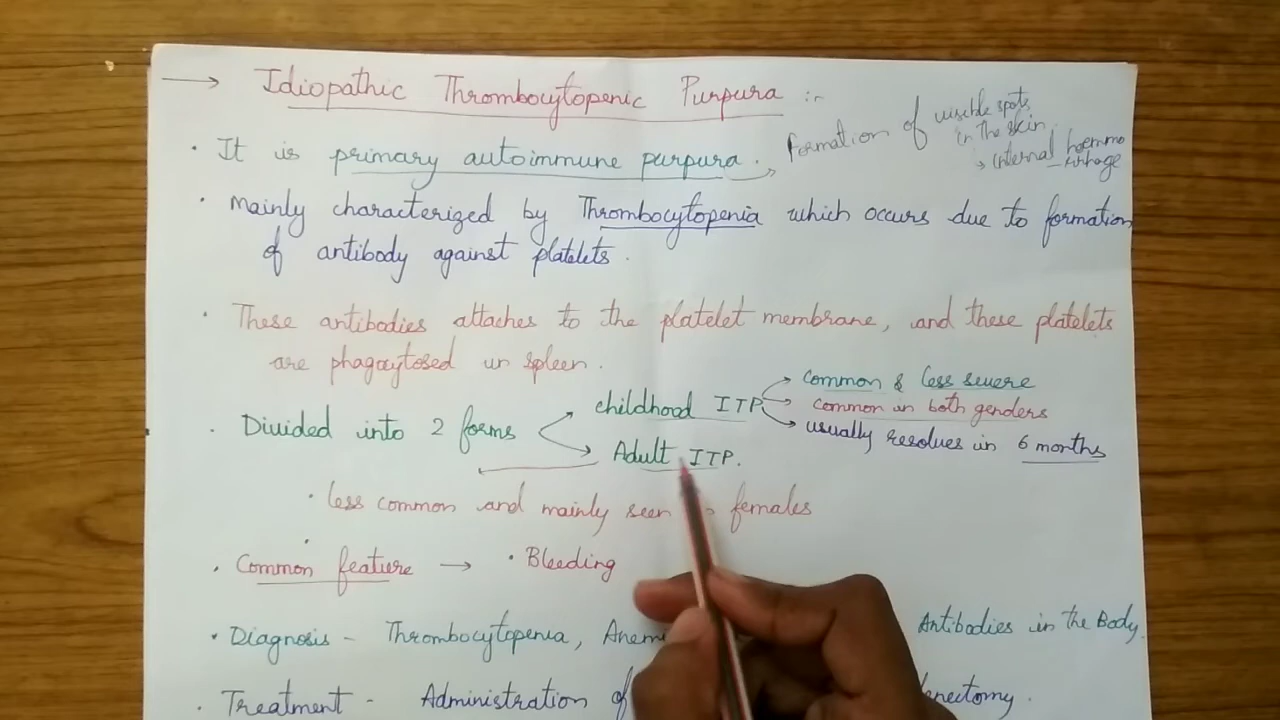 → Idiopathic Thrombocytopenic Purpura :-
· It is primary autoimmune purpura. → formation of visible spots
in the skin
→ internal haemo
rrhage
· Mainly characterized by Thrombocytopenia which occurs due to formation
of antibody against platelets.
· These antibodies attaches to the platelet membrane, and these platelets
are phagocytosed in spleen.
· Divided into 2 forms
childhood ITP
→ common & less severe
→ common in both genders
→ usually resolves in 6 months
Adult ITP.
· less common and mainly seen females
· Common feature → · Bleeding
· Diagnosis - Thrombocytopenia, Antibodies in the Body
· Treatment - Administration